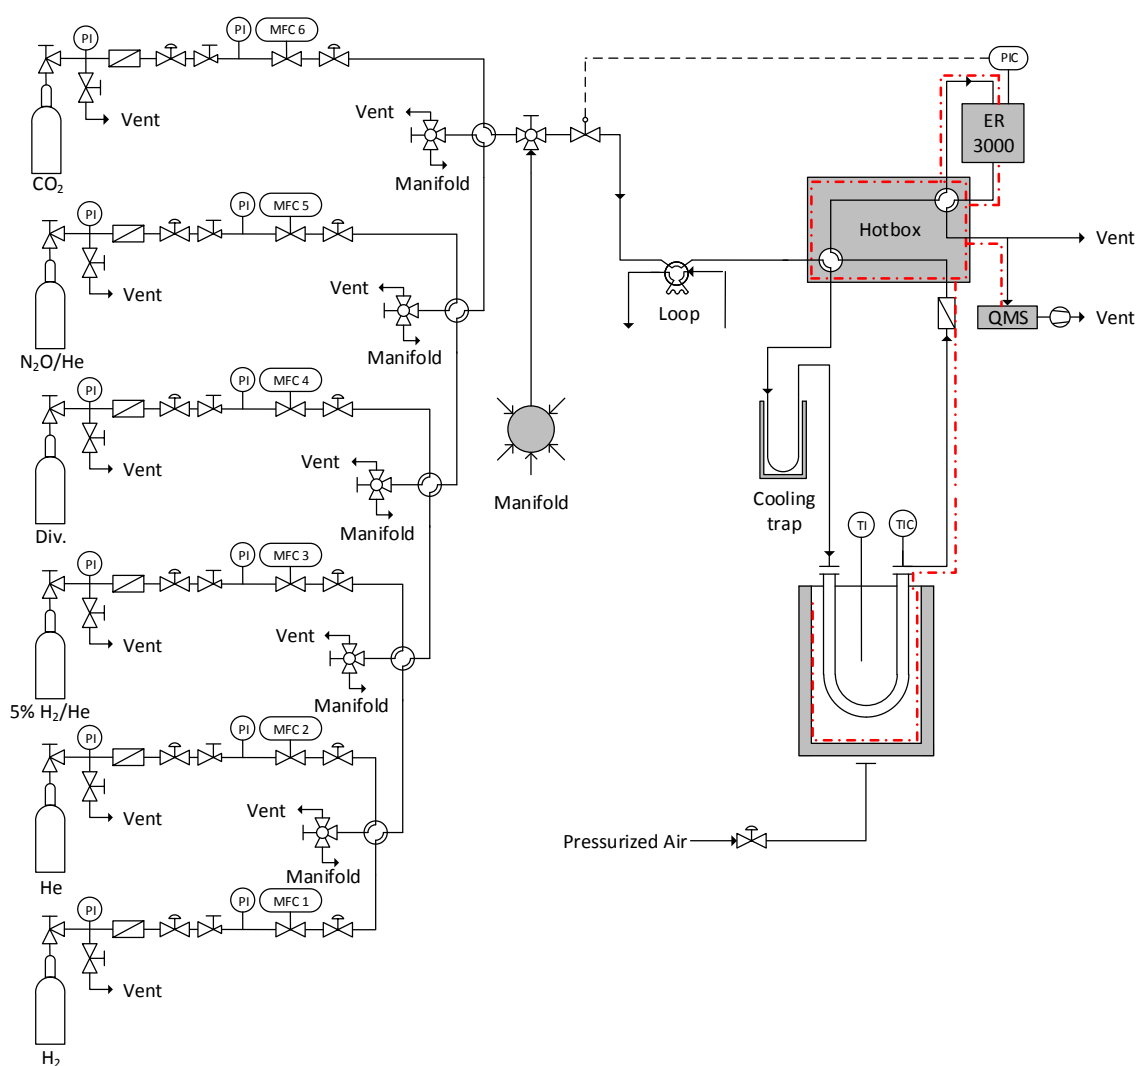 PI
PI
MFC 6
Vent
CO2
Vent
Manifold
PIC
ER
3000
PI
PI
MFC 5
Vent
N2O/He
Vent
Manifold
Hotbox
Vent
Loop
QMS
Vent
PI
PI
MFC 4
Vent
Div.
Vent
Manifold
Manifold
Cooling
trap
TI
TIC
PI
PI
MFC 3
Vent
5% H2/He
Vent
Manifold
PI
PI
MFC 2
Vent
He
Vent
Manifold
Pressurized Air
PI
PI
MFC 1
Vent
H2